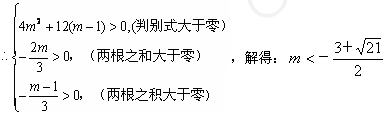 ∴ { 4m² + 12(m−1) > 0, (判别式大于零)
−2m/3 > 0, （两根之和大于零）
−(m−1)/3 > 0, （两根之积大于零)
，解得: m < −(3+√21)/2